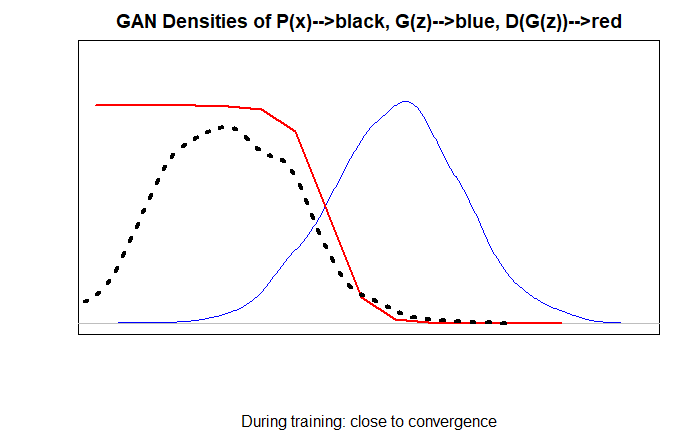 GAN Densities of P(x)-->black, G(z)-->blue, D(G(z))-->red
During training: close to convergence